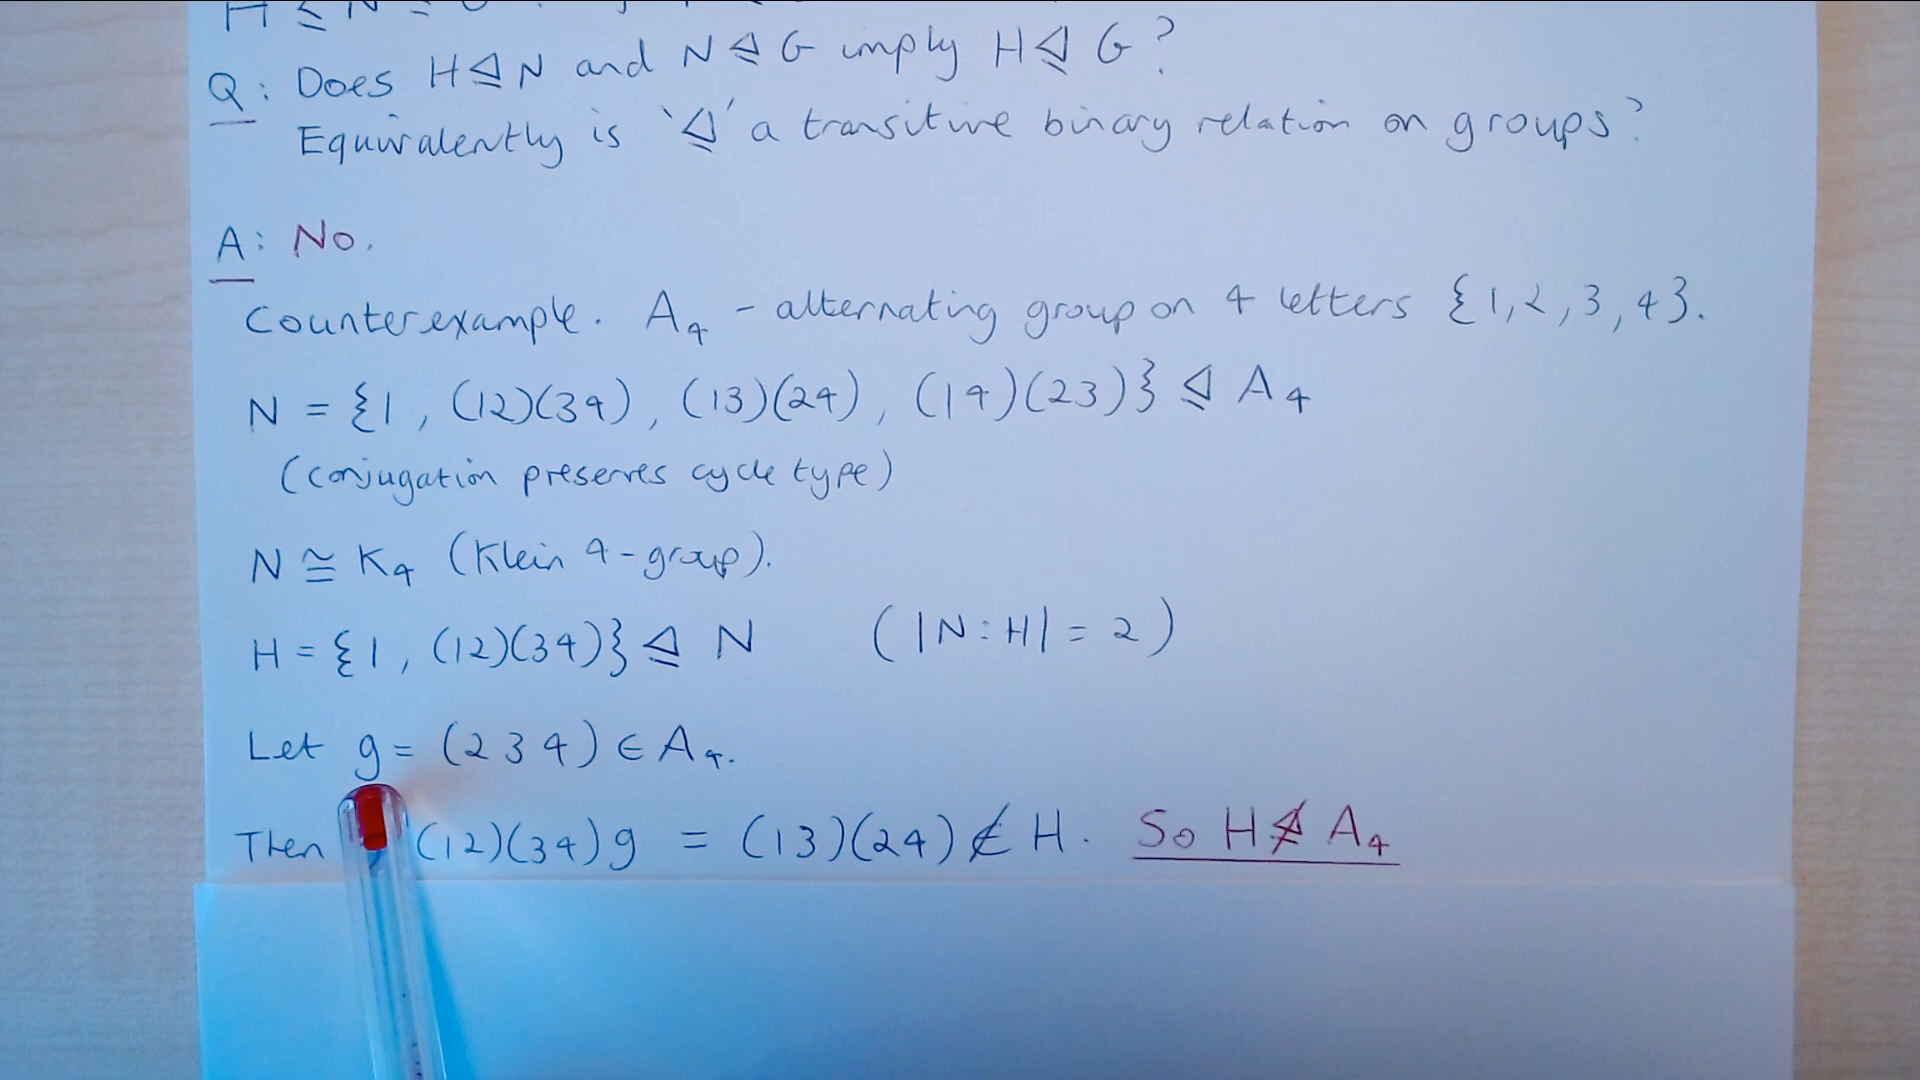 H ≤ N ≤
Q: Does H ⊴ N and N ⊴ G imply H ⊴ G?
Equivalently is '⊴' a transitive binary relation on groups?
A: No.
Counterexample. A₄ - alternating group on 4 letters {1,2,3,4}.
N = {1, (12)(34), (13)(24), (14)(23)} ⊴ A₄
(conjugation preserves cycle type)
N ≅ K₄ (Klein 4-group).
H = {1, (12)(34)} ⊴ N (|N:H| = 2)
Let g = (234) ∈ A₄.
Then (12)(34)g = (13)(24) ∉ H. So H ⋬ A₄